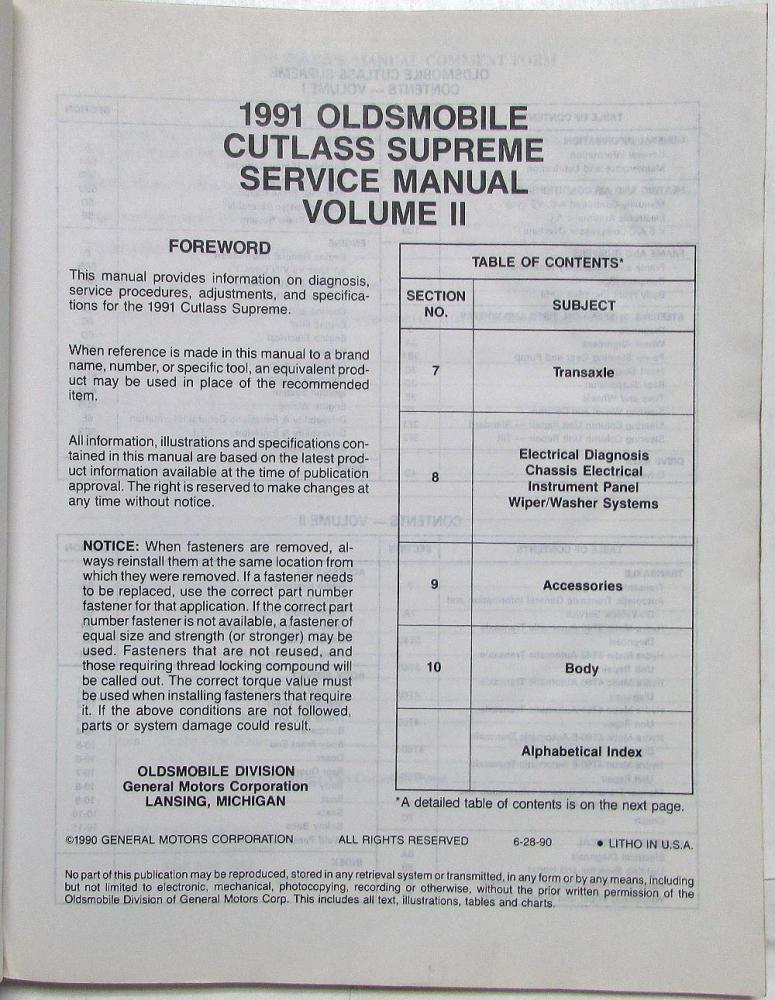 1991 OLDSMOBILE
CUTLASS SUPREME
SERVICE MANUAL
VOLUME II
FOREWORD
This manual provides information on diagnosis,
service procedures, adjustments, and specifica-
tions for the 1991 Cutlass Supreme.
When reference is made in this manual to a brand
name, number, or specific tool, an equivalent prod-
uct may be used in place of the recommended
item.
All information, illustrations and specifications con-
tained in this manual are based on the latest prod-
uct information available at the time of publication
approval. The right is reserved to make changes at
any time without notice.
NOTICE: When fasteners are removed, al-
ways reinstall them at the same location from
which they were removed. If a fastener needs
to be replaced, use the correct part number
fastener for that application. If the correct part
number fastener is not available, a fastener of
equal size and strength (or stronger) may be
used. Fasteners that are not reused, and
those requiring thread locking compound will
be called out. The correct torque value must
be used when installing fasteners that require
it. If the above conditions are not followed,
parts or system damage could result.
OLDSMOBILE DIVISION
General Motors Corporation
LANSING, MICHIGAN
TABLE OF CONTENTS*
SECTION
NO.
SUBJECT
7
Transaxle
8
Electrical Diagnosis
Chassis Electrical
Instrument Panel
Wiper/Washer Systems
9
Accessories
10
Body
Alphabetical Index
*A detailed table of contents is on the next page.
©1990 GENERAL MOTORS CORPORATION ALL RIGHTS RESERVED 6-28-90 • LITHO IN U.S.A.
No part of this publication may be reproduced, stored in any retrieval system or transmitted, in any form or by any means, including
but not limited to electronic, mechanical, photocopying, recording or otherwise, without the prior written permission of the
Oldsmobile Division of General Motors Corp. This includes all text, illustrations, tables and charts.